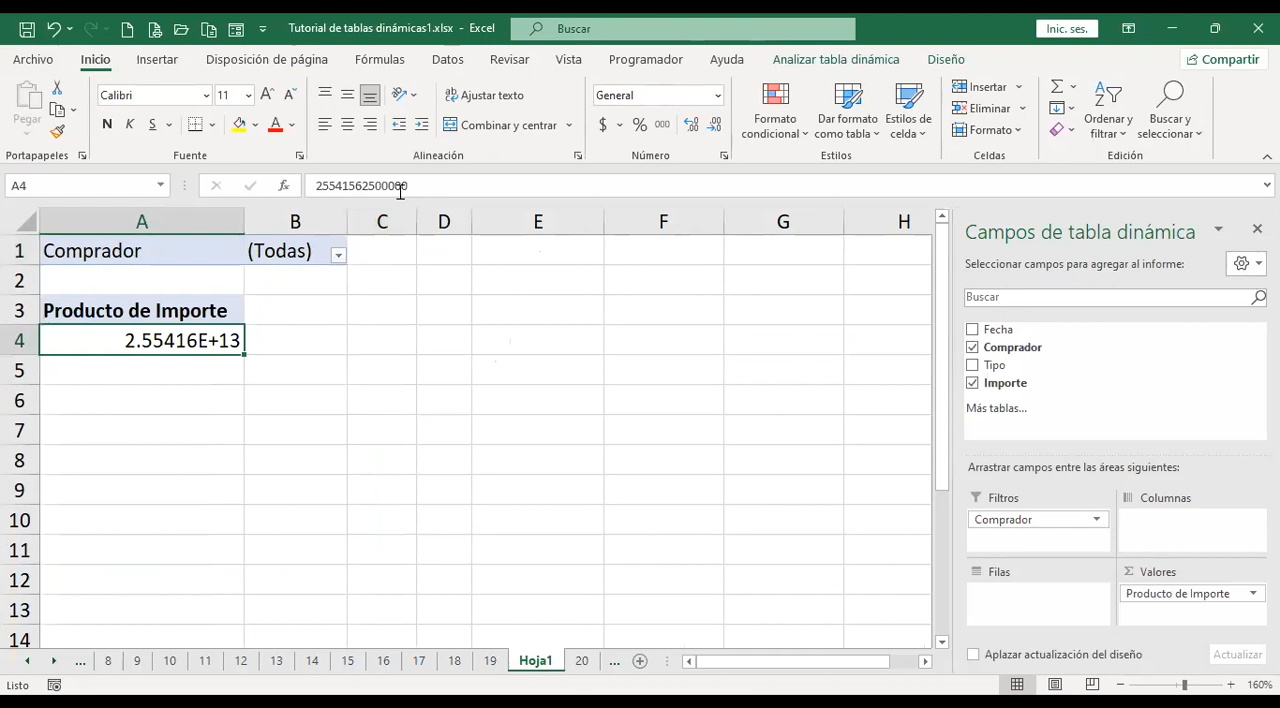 Tutorial de tablas dinámicas1.xlsx - Excel
Buscar
Inic. ses.
Archivo Inicio Insertar Disposición de página Fórmulas Datos Revisar Vista Programador Ayuda Analizar tabla dinámica Diseño Compartir
Pegar
Portapapeles
Calibri 11
N K S
Fuente
Ajustar texto
Combinar y centrar
Alineación
General
$ % 000
Número
Formato condicional
Dar formato como tabla
Estilos de celda
Estilos
Insertar
Eliminar
Formato
Celdas
Ordenar y filtrar
Buscar y seleccionar
Edición
A4
25541562500000
A B C D E F G H
1 Comprador (Todas)
2
3 Producto de Importe
4 2.55416E+13
5
6
7
8
9
10
11
12
13
14
Campos de tabla dinámica
Seleccionar campos para agregar al informe:
Buscar
Fecha
Comprador
Tipo
Importe
Más tablas...
Arrastrar campos entre las áreas siguientes:
Filtros
Comprador
Columnas
Filas
Σ Valores
Producto de Importe
Aplazar actualización del diseño
Actualizar
... 8 9 10 11 12 13 14 15 16 17 18 19 Hoja1 20 ...
Listo
160%